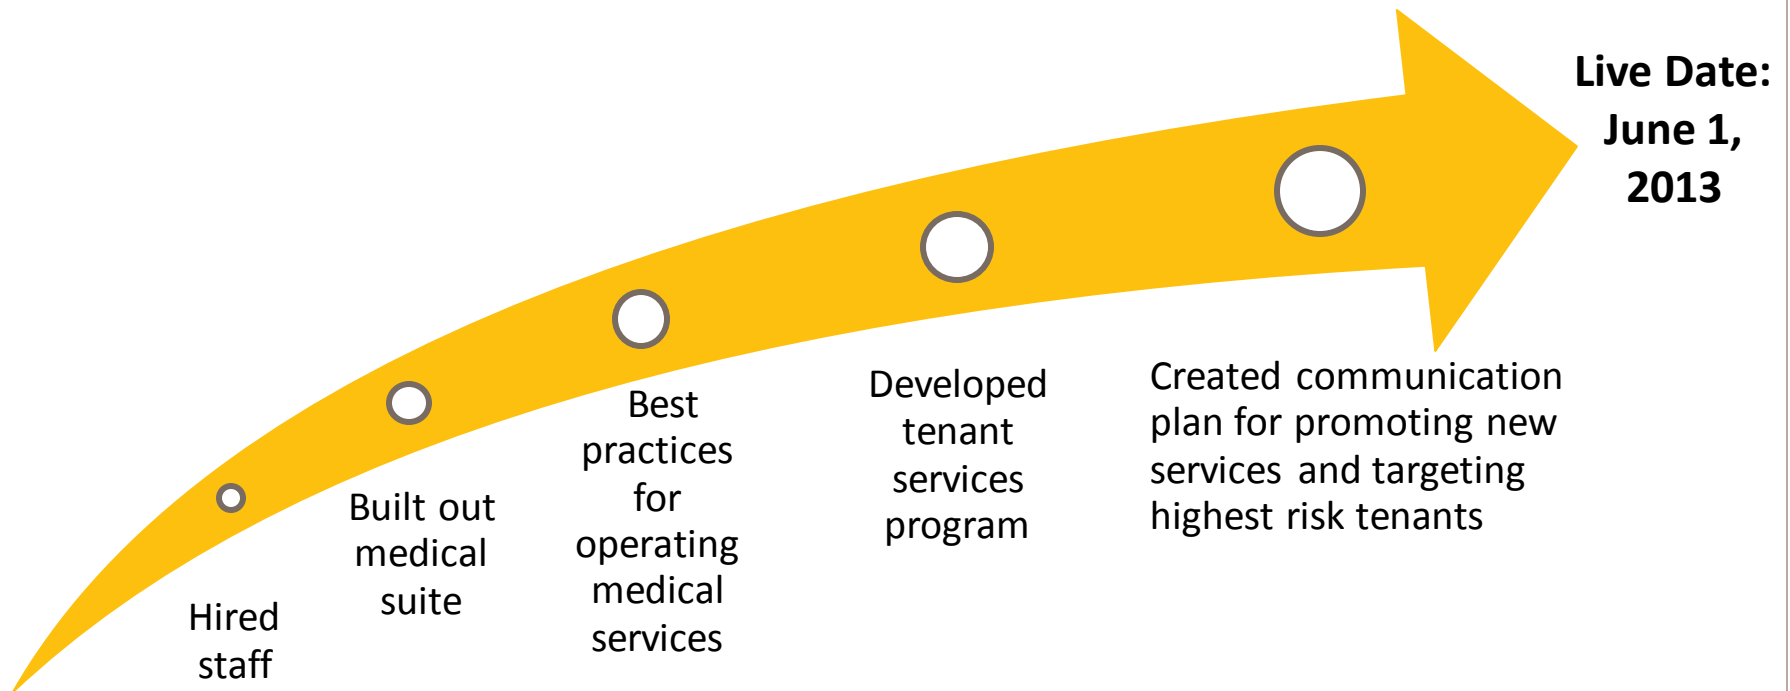 Hired
staff
Built out
medical
suite
Best
practices
for
operating
medical
services
Developed
tenant
services
program
Created communication
plan for promoting new
services and targeting
highest risk tenants
Live Date:
June 1,
2013